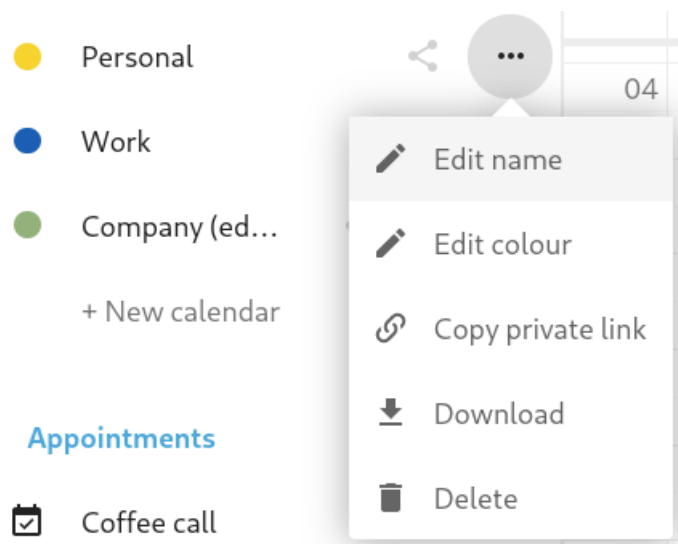 Personal
04
Work
Company (ed...
+ New calendar
Appointments
Coffee call
Edit name
Edit colour
Copy private link
Download
Delete